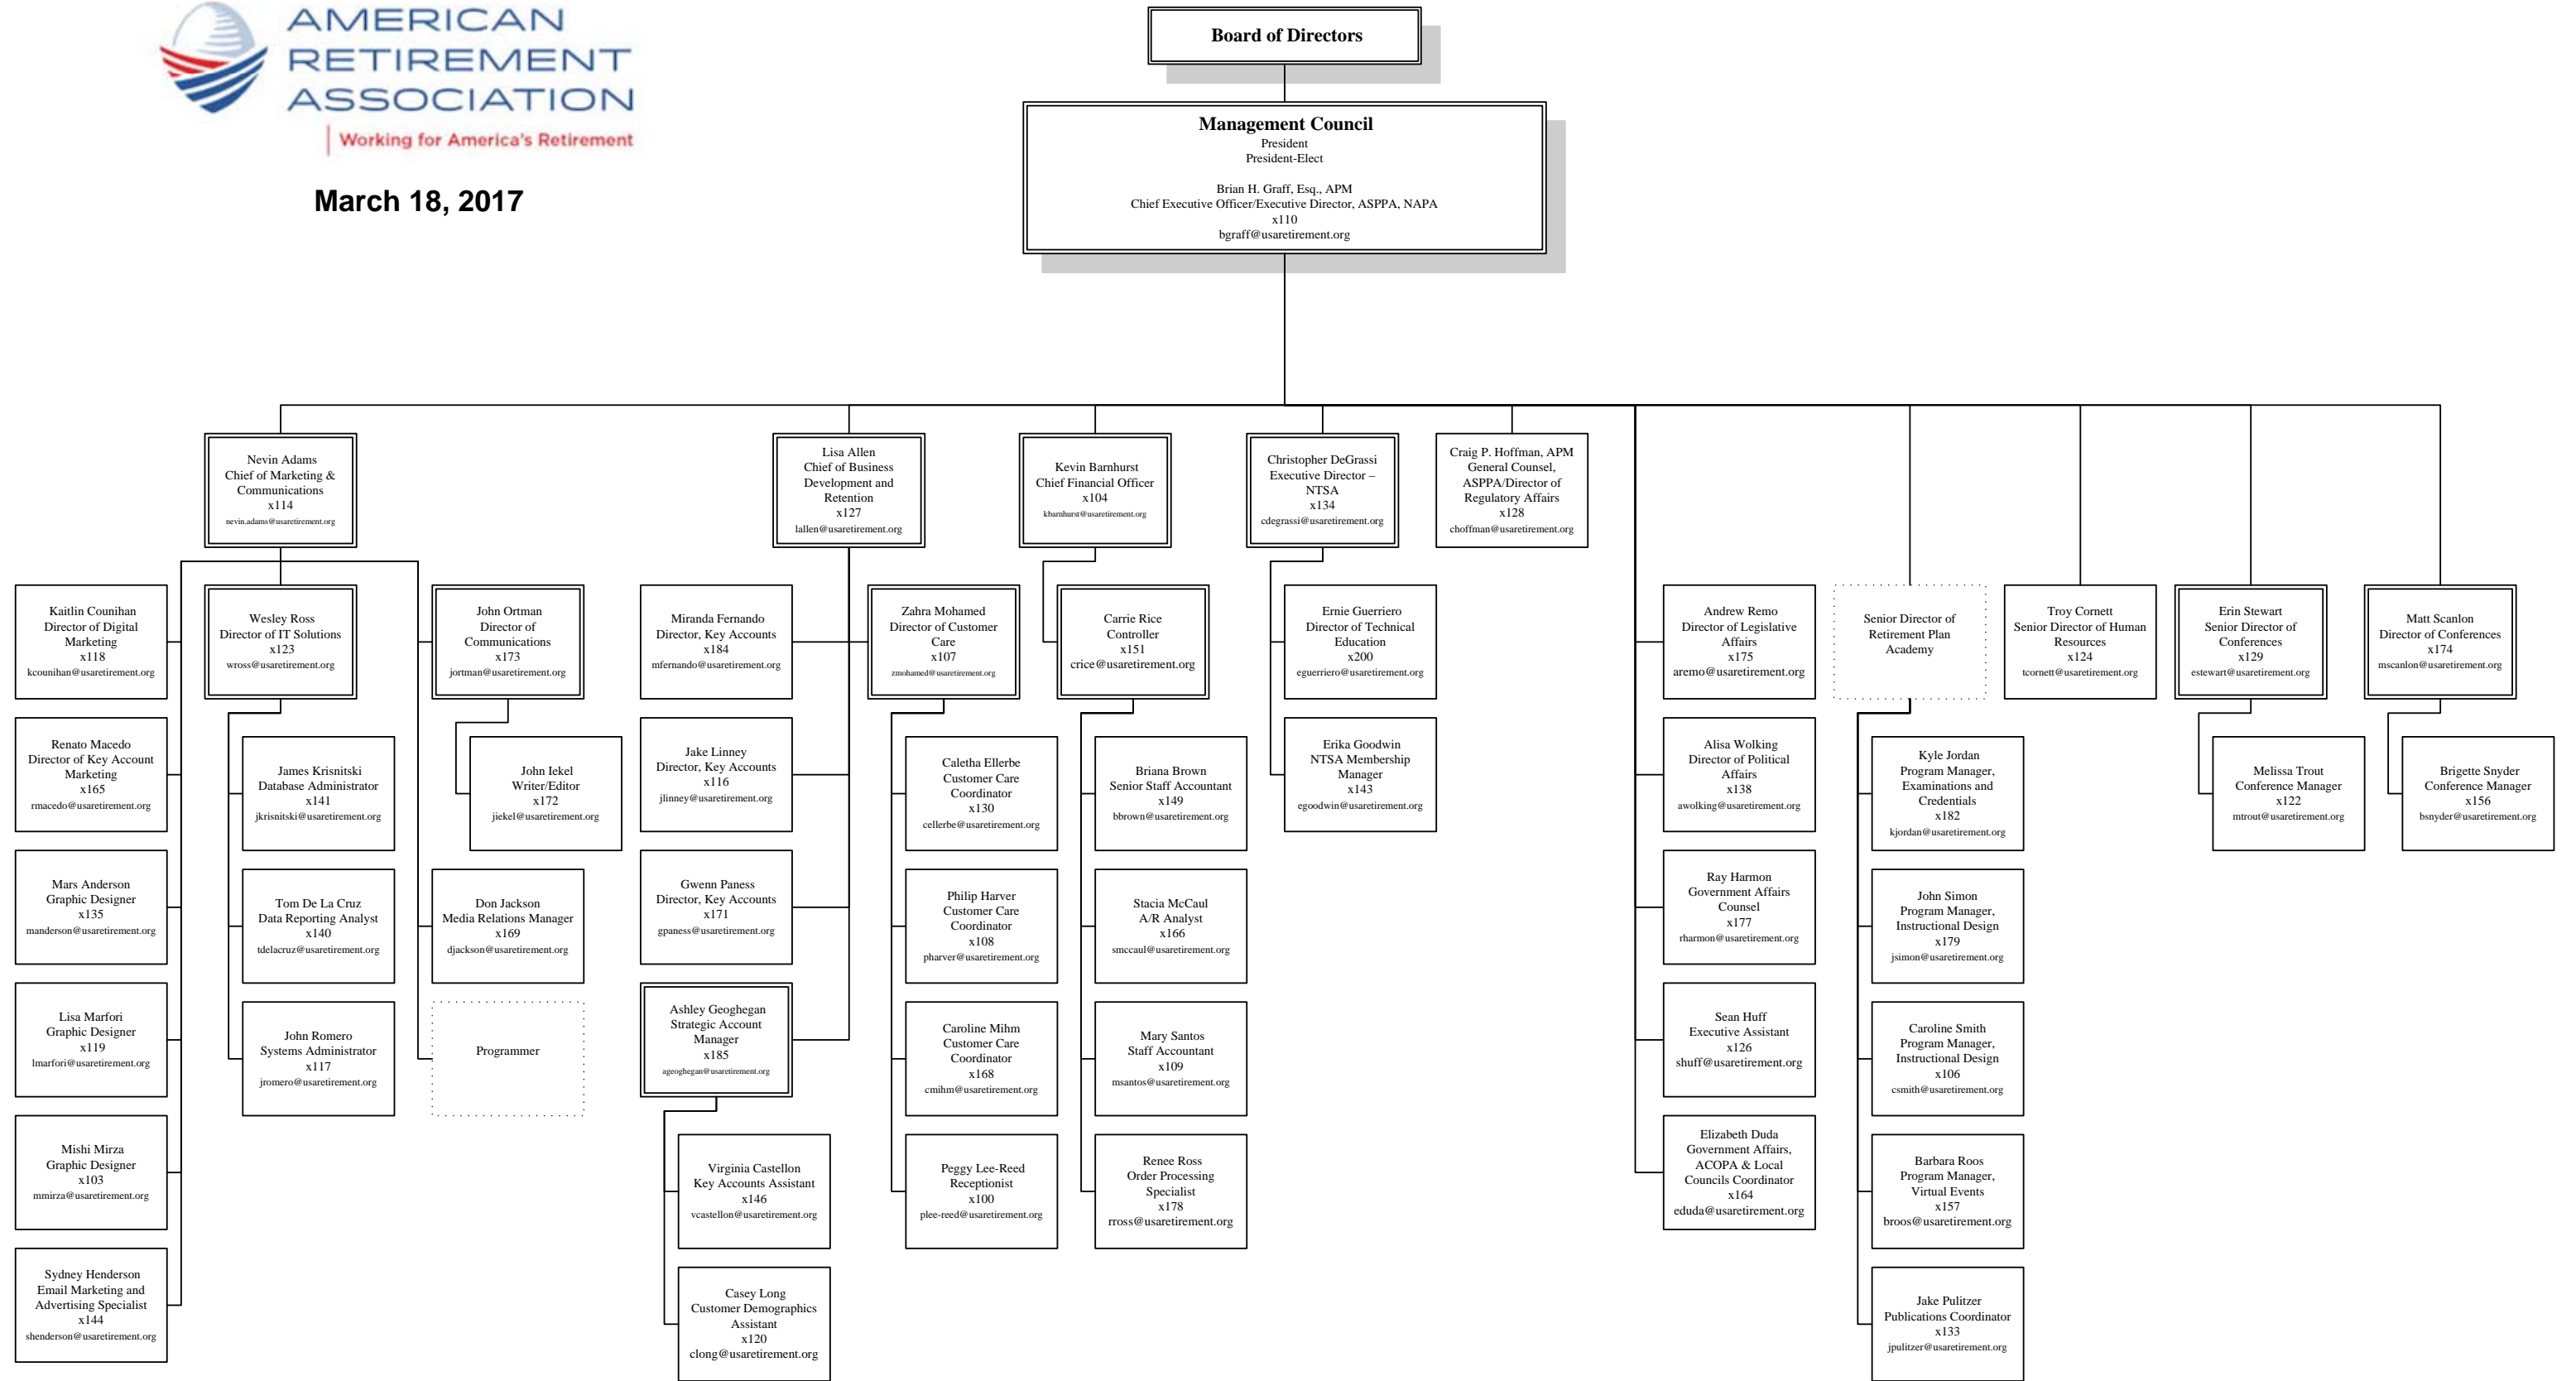 AMERICAN
RETIREMENT
ASSOCIATION
Working for America's Retirement
March 18, 2017
Board of Directors
Management Council
President
President-Elect
Brian H. Graff, Esq., APM
Chief Executive Officer/Executive Director, ASPPA, NAPA
x110
bgraff@usaretirement.org
Nevin Adams
Chief of Marketing &
Communications
x114
nevin.adams@usaretirement.org
Lisa Allen
Chief of Business
Development and
Retention
x127
lallen@usaretirement.org
Kevin Barnhurst
Chief Financial Officer
x104
kbarnhurst@usaretirement.org
Christopher DeGrassi
Executive Director –
NTSA
x134
cdegrassi@usaretirement.org
Craig P. Hoffman, APM
General Counsel,
ASPPA/Director of
Regulatory Affairs
x128
choffman@usaretirement.org
Kaitlin Counihan
Director of Digital
Marketing
x118
kcounihan@usaretirement.org
Wesley Ross
Director of IT Solutions
x123
wross@usaretirement.org
John Ortman
Director of
Communications
x173
jortman@usaretirement.org
Miranda Fernando
Director, Key Accounts
x184
mfernando@usaretirement.org
Zahra Mohamed
Director of Customer
Care
x107
zmohamed@usaretirement.org
Carrie Rice
Controller
x151
crice@usaretirement.org
Ernie Guerriero
Director of Technical
Education
x200
eguerriero@usaretirement.org
Andrew Remo
Director of Legislative
Affairs
x175
aremo@usaretirement.org
Senior Director of
Retirement Plan
Academy
Troy Cornett
Senior Director of Human
Resources
x124
tcornett@usaretirement.org
Erin Stewart
Senior Director of
Conferences
x129
estewart@usaretirement.org
Matt Scanlon
Director of Conferences
x174
mscanlon@usaretirement.org
Renato Macedo
Director of Key Account
Marketing
x165
rmacedo@usaretirement.org
James Krisnitski
Database Administrator
x141
jkrisnitski@usaretirement.org
John Iekel
Writer/Editor
x172
jiekel@usaretirement.org
Jake Linney
Director, Key Accounts
x116
jlinney@usaretirement.org
Caletha Ellerbe
Customer Care
Coordinator
x130
cellerbe@usaretirement.org
Briana Brown
Senior Staff Accountant
x149
bbrown@usaretirement.org
Erika Goodwin
NTSA Membership
Manager
x143
egoodwin@usaretirement.org
Alisa Wolking
Director of Political
Affairs
x138
awolking@usaretirement.org
Kyle Jordan
Program Manager,
Examinations and
Credentials
x182
kjordan@usaretirement.org
Melissa Trout
Conference Manager
x122
mtrout@usaretirement.org
Brigette Snyder
Conference Manager
x156
bsnyder@usaretirement.org
Mars Anderson
Graphic Designer
x135
manderson@usaretirement.org
Tom De La Cruz
Data Reporting Analyst
x140
tdelacruz@usaretirement.org
Don Jackson
Media Relations Manager
x169
djackson@usaretirement.org
Gwenn Paness
Director, Key Accounts
x171
gpaness@usaretirement.org
Philip Harver
Customer Care
Coordinator
x108
pharver@usaretirement.org
Stacia McCaul
A/R Analyst
x166
smccaul@usaretirement.org
Ray Harmon
Government Affairs
Counsel
x177
rharmon@usaretirement.org
John Simon
Program Manager,
Instructional Design
x179
jsimon@usaretirement.org
Lisa Marfori
Graphic Designer
x119
lmarfori@usaretirement.org
John Romero
Systems Administrator
x117
jromero@usaretirement.org
Programmer
Ashley Geoghegan
Strategic Account
Manager
x185
ageoghegan@usaretirement.org
Caroline Mihm
Customer Care
Coordinator
x168
cmihm@usaretirement.org
Mary Santos
Staff Accountant
x109
msantos@usaretirement.org
Sean Huff
Executive Assistant
x126
shuff@usaretirement.org
Caroline Smith
Program Manager,
Instructional Design
x106
csmith@usaretirement.org
Mishi Mirza
Graphic Designer
x103
mmirza@usaretirement.org
Virginia Castellon
Key Accounts Assistant
x146
vcastellon@usaretirement.org
Peggy Lee-Reed
Receptionist
x100
plee-reed@usaretirement.org
Renee Ross
Order Processing
Specialist
x178
rross@usaretirement.org
Elizabeth Duda
Government Affairs,
ACOPA & Local
Councils Coordinator
x164
eduda@usaretirement.org
Barbara Roos
Program Manager,
Virtual Events
x157
broos@usaretirement.org
Sydney Henderson
Email Marketing and
Advertising Specialist
x144
shenderson@usaretirement.org
Casey Long
Customer Demographics
Assistant
x120
clong@usaretirement.org
Jake Pulitzer
Publications Coordinator
x133
jpulitzer@usaretirement.org